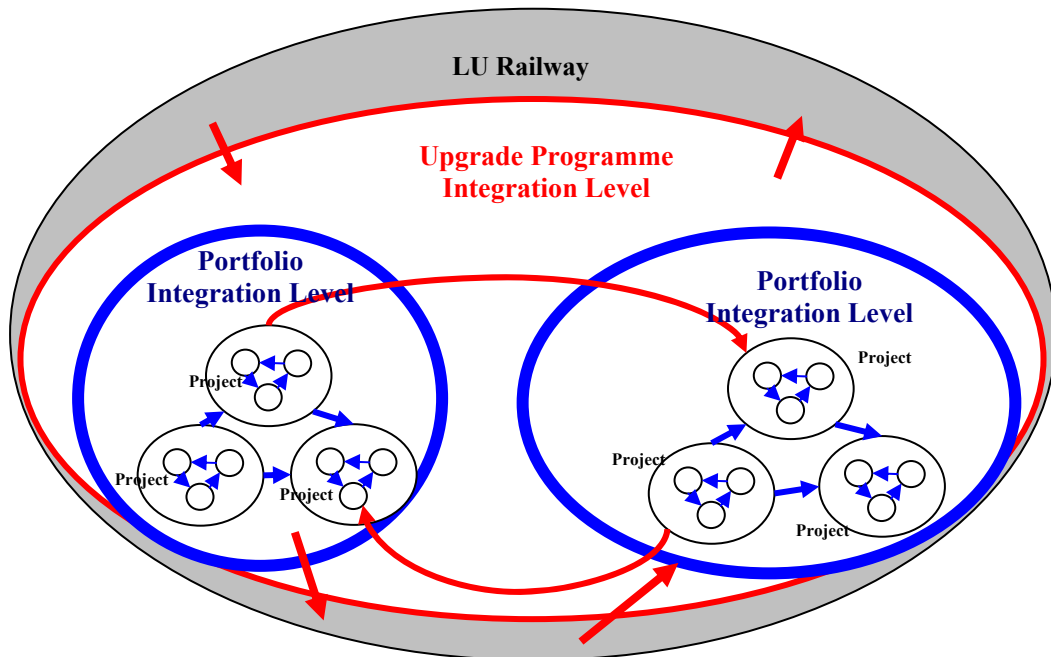 LU Railway
Upgrade Programme
Integration Level
Portfolio
Integration Level
Portfolio
Integration Level
Project
Project
Project
Project
Project
Project